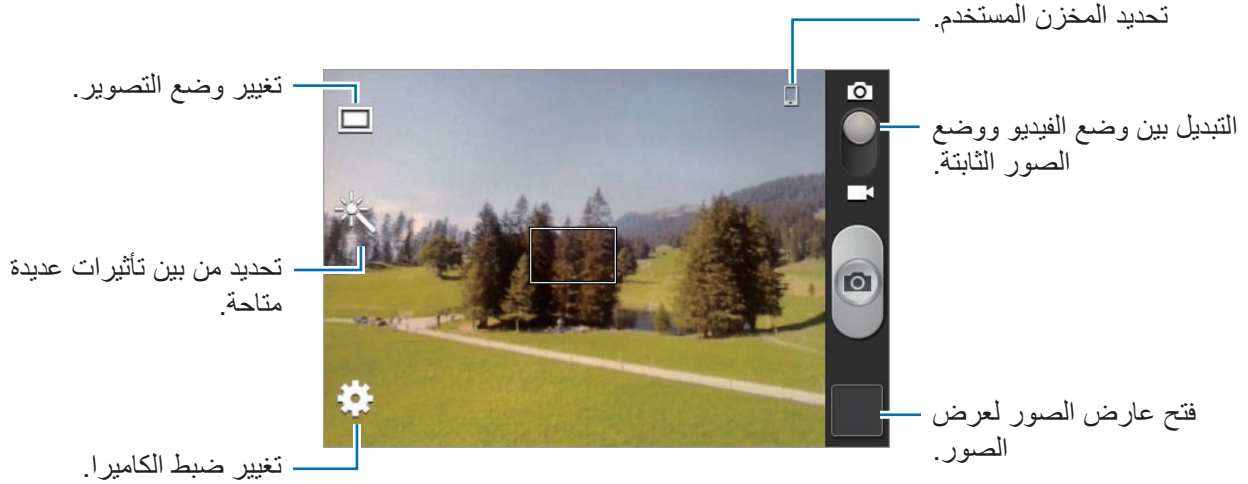 تحديد المخزن المستخدم.
تغيير وضع التصوير.
التبديل بين وضع الفيديو ووضع
الصور الثابتة.
تحديد من بين تأثيرات عديدة
متاحة.
فتح عارض الصور لعرض
الصور.
تغيير ضبط الكاميرا.